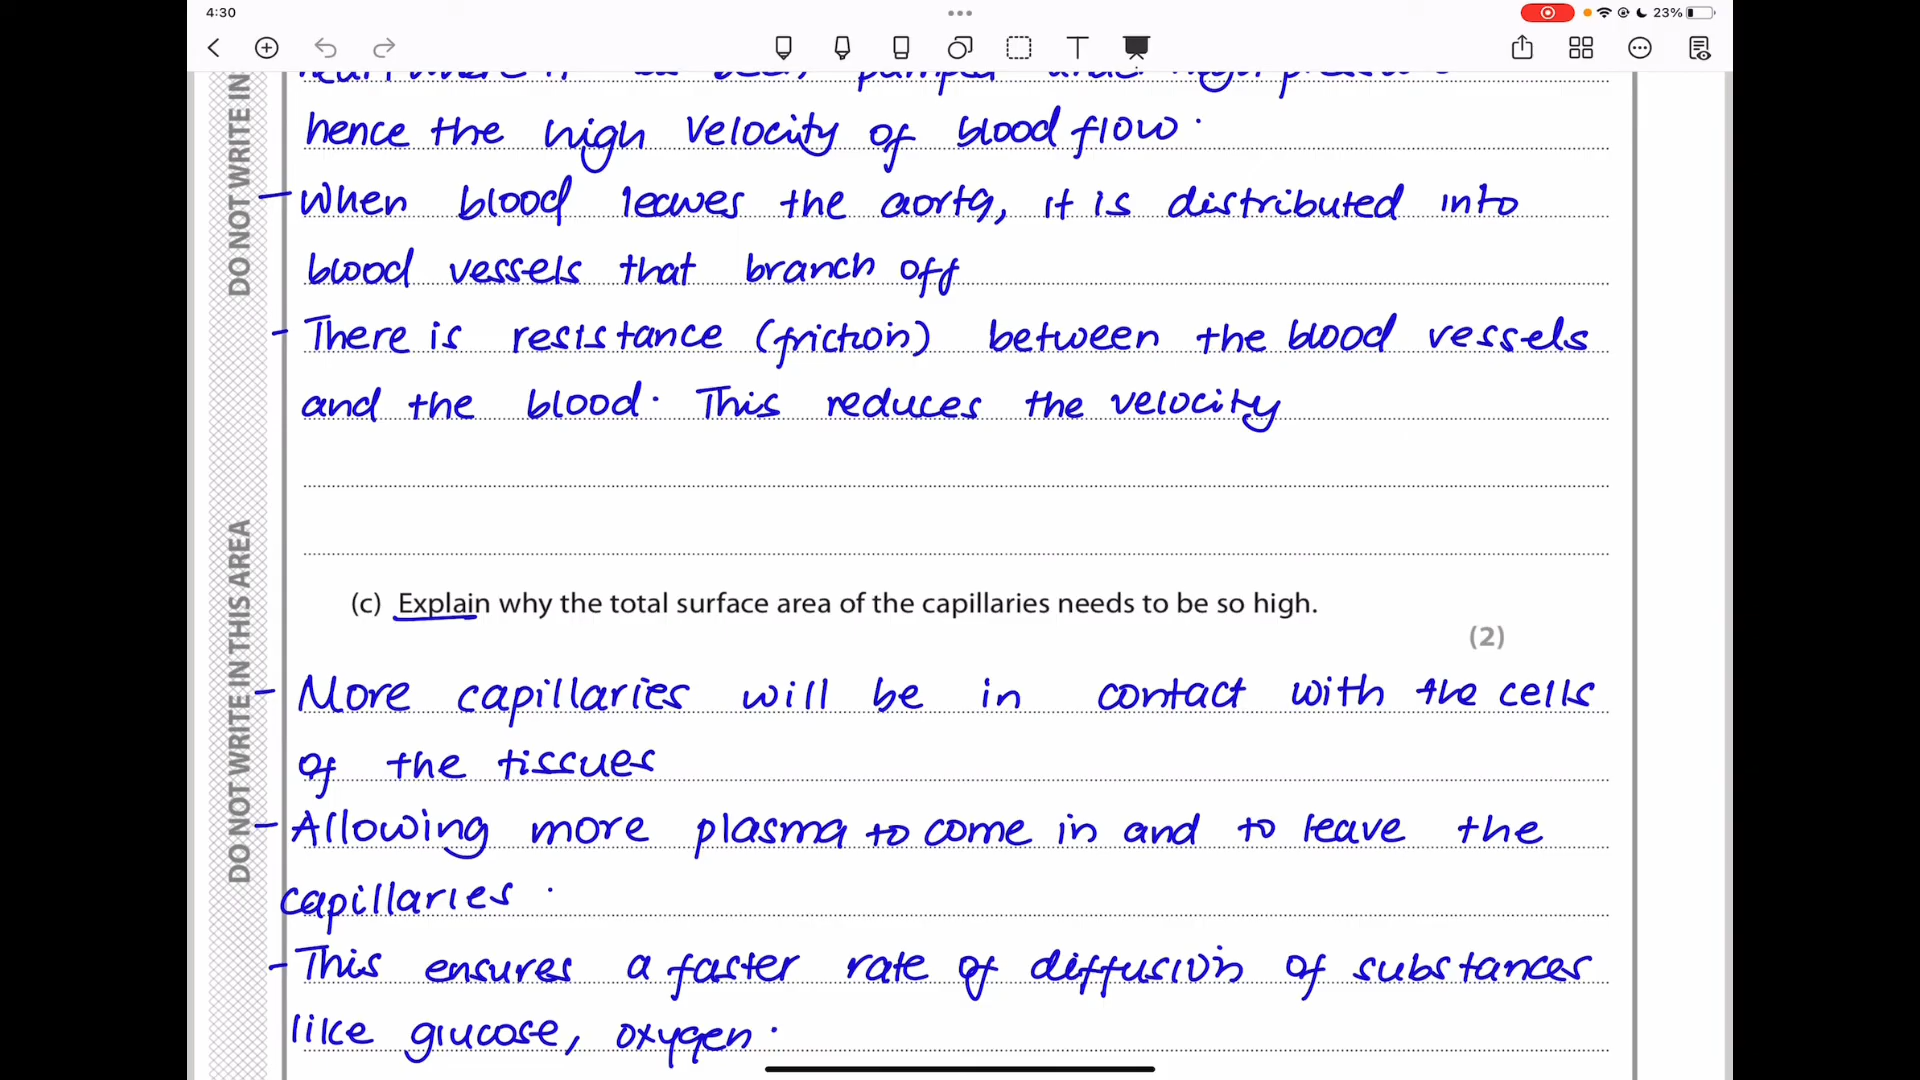 4:30
23%
DO NOT WRITE IN
hence the high velocity of blood flow.
- When blood leaves the aorta, it is distributed into
blood vessels that branch off
- There is resistance (friction) between the blood vessels
and the blood. This reduces the velocity
DO NOT WRITE IN THIS AREA
(c) Explain why the total surface area of the capillaries needs to be so high.
(2)
- More capillaries will be in contact with the cells
of the tissues
- Allowing more plasma to come in and to leave the
capillaries.
- This ensures a faster rate of diffusion of substances
like glucose, oxygen.